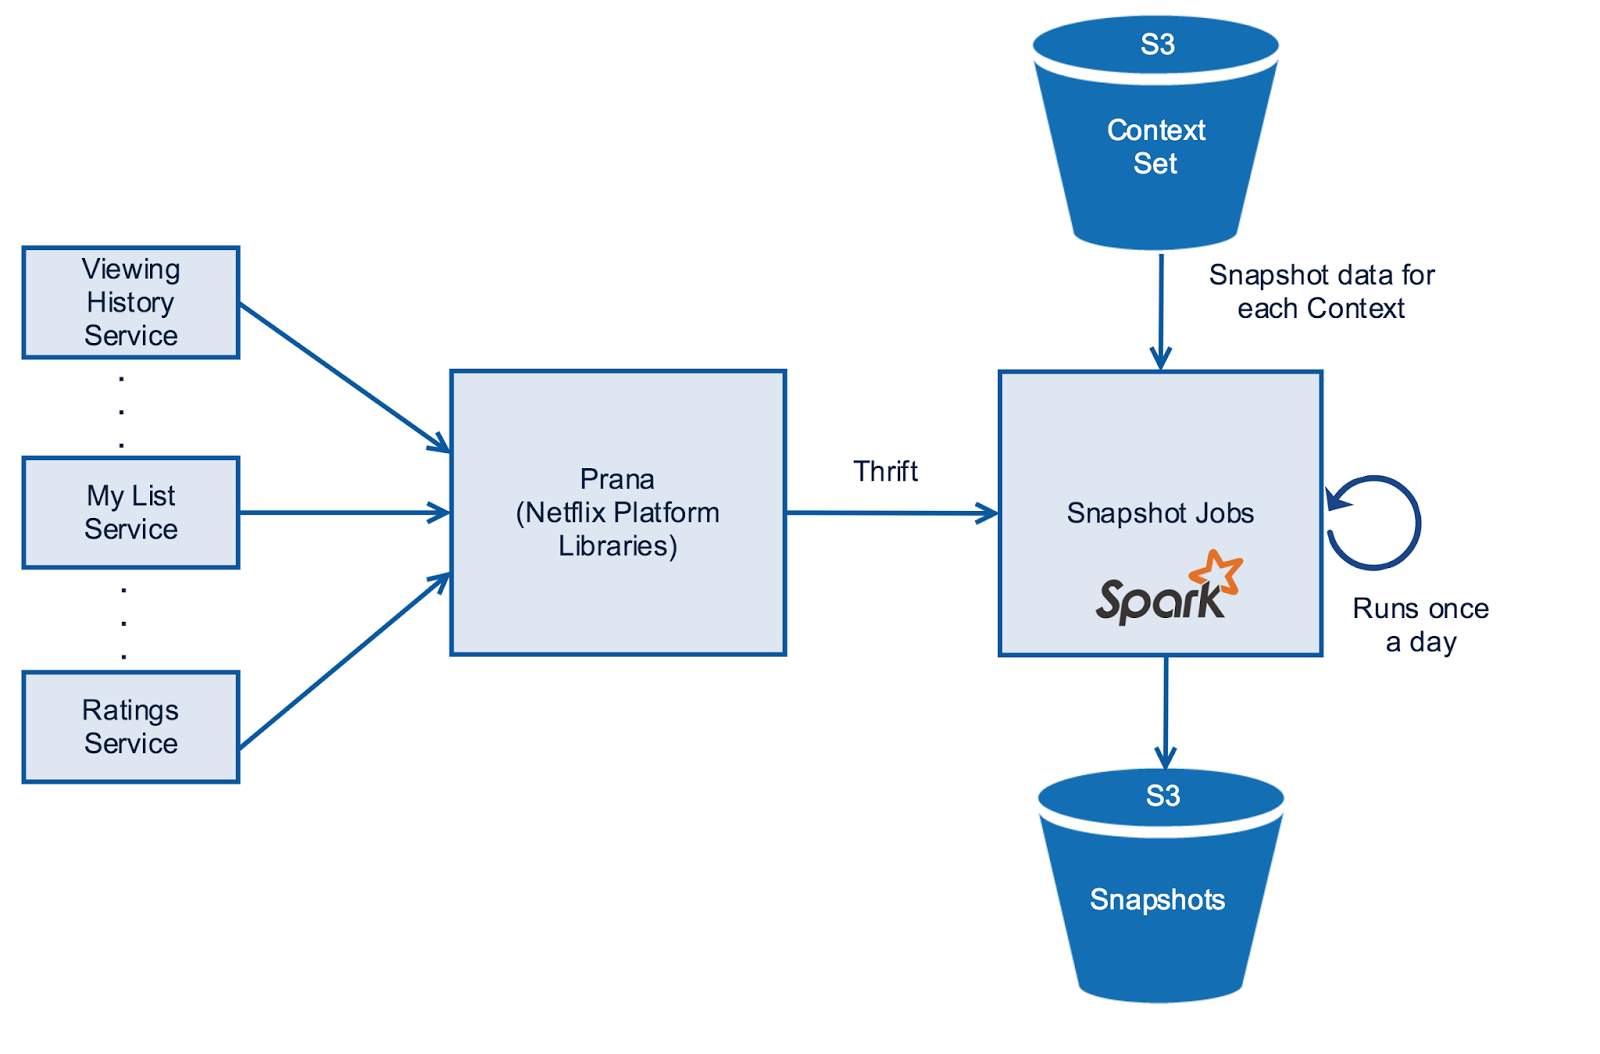 S3
Context
Set
Snapshot data for
each Context
Viewing
History
Service
My List
Service
Ratings
Service
Prana
(Netflix Platform
Libraries)
Thrift
Snapshot Jobs
Spark
Runs once
a day
S3
Snapshots